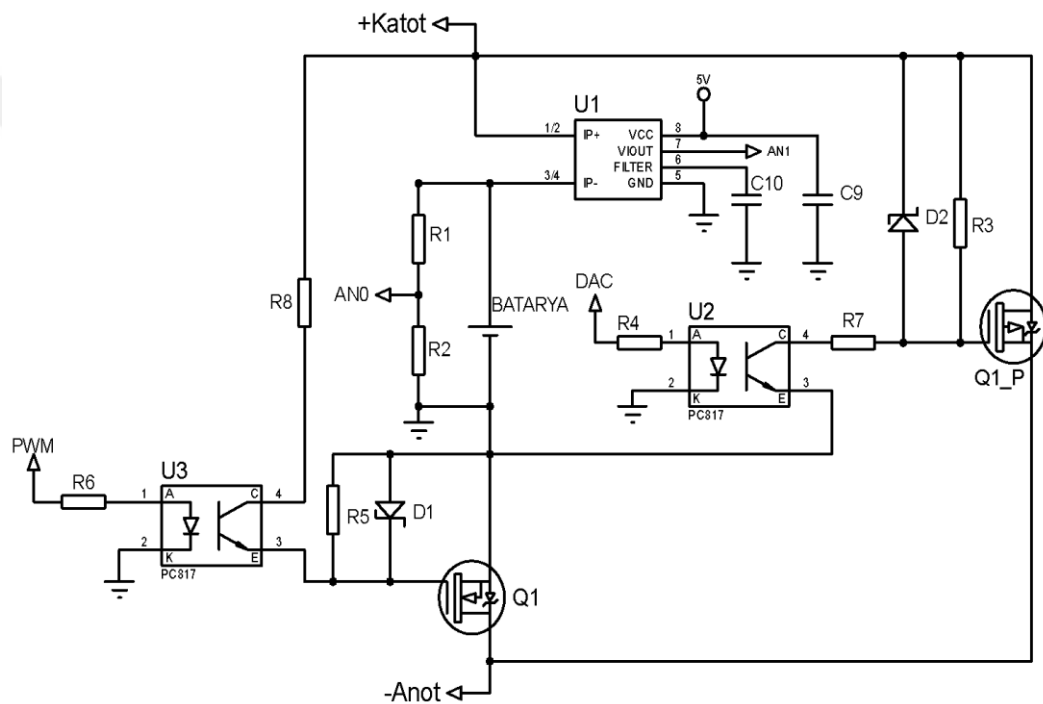 +Katot
5V
U1
1/2 IP+ VCC 8
VIOUT 7 AN1
FILTER 6
3/4 IP- GND 5
C10
C9
D2
R3
R1
R8
AN0
BATARYA
DAC
U2
R4
1 A C 4
R7
R2
2 K E 3
PC817
Q1_P
PWM
U3
R6
1 A C 4
R5
D1
2 K E 3
PC817
Q1
-Anot